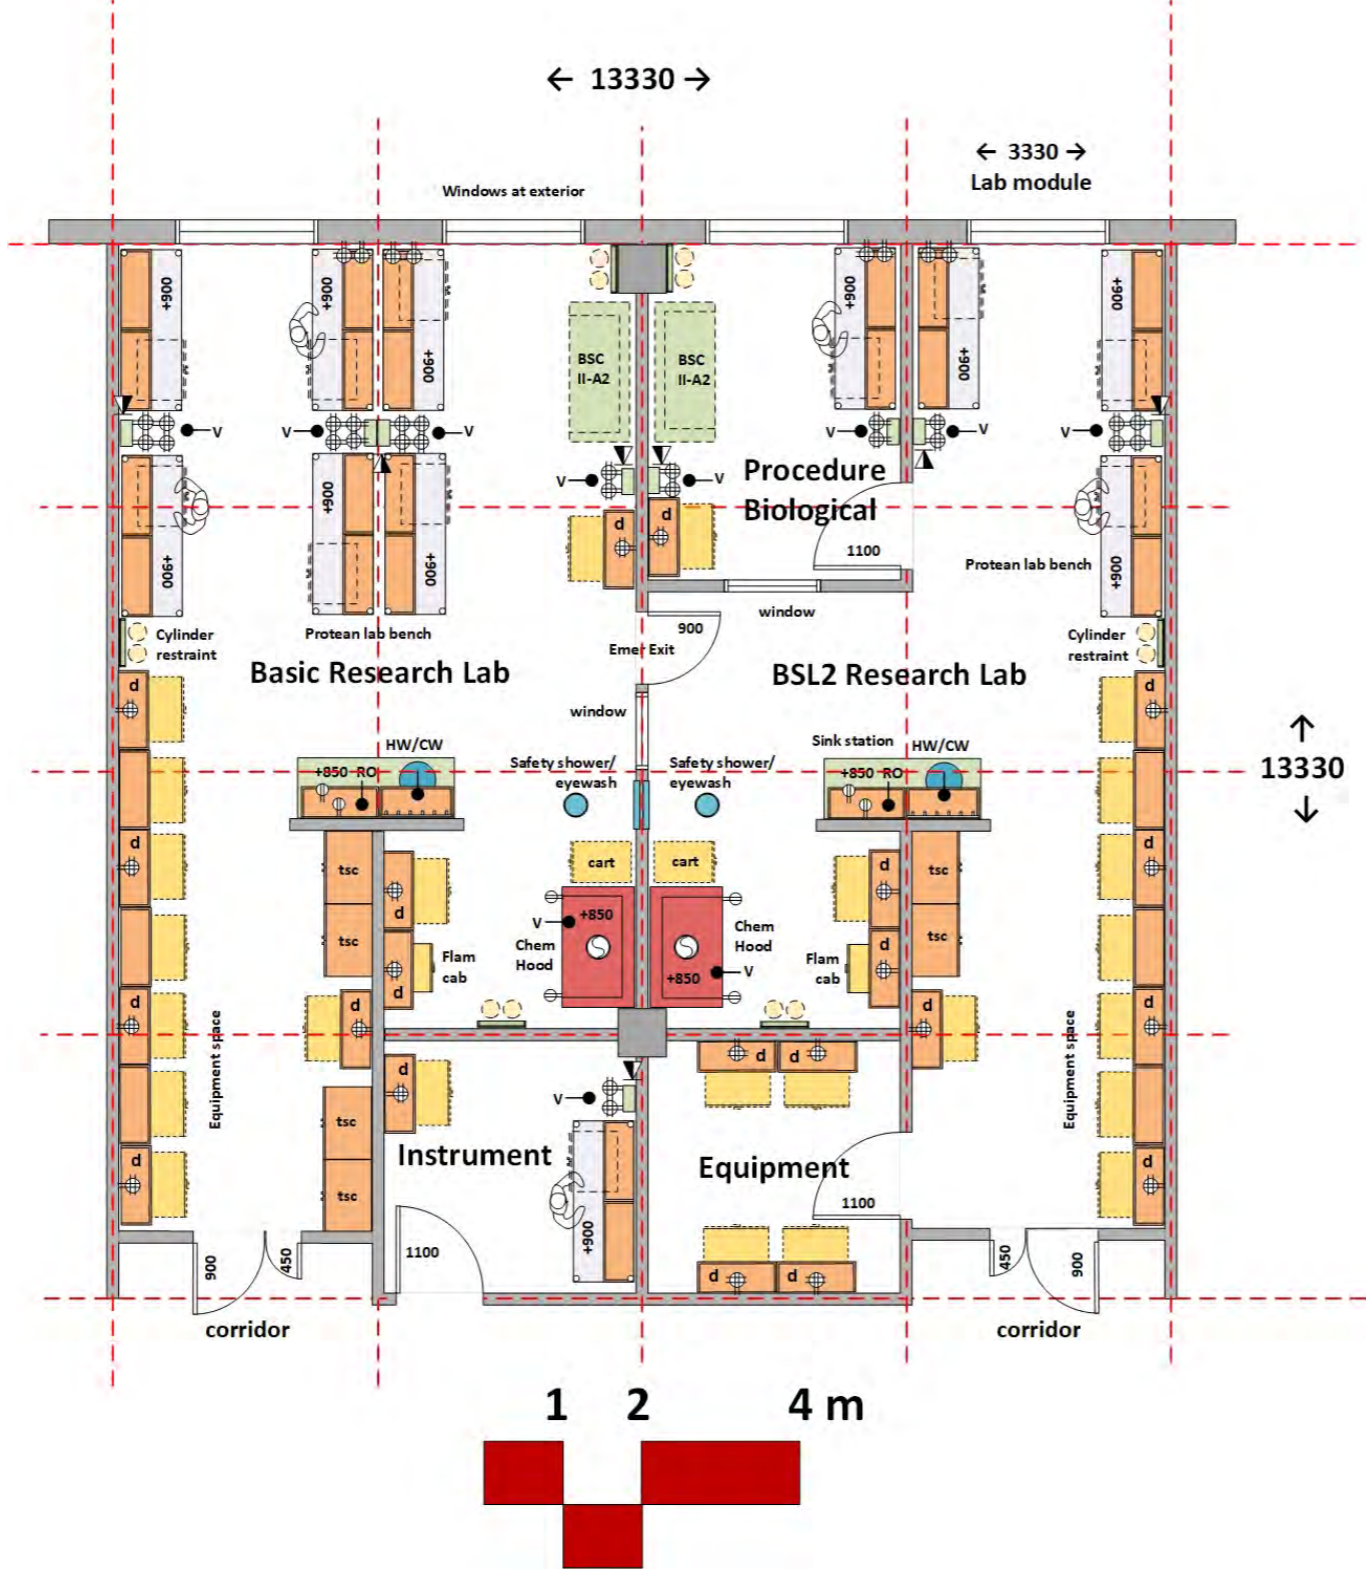 ← 13330 →
← 3330 →
Lab module
Windows at exterior
+900
+900
+900
+900
+900
+900
BSC
II-A2
BSC
II-A2
V
V
V
V
V
V
V
V
Procedure
Biological
d
d
+900
+900
+900
+900
1100
Protean lab bench
window
900
Emer Exit
Cylinder
restraint
Protean lab bench
Cylinder
restraint
Basic Research Lab
BSL2 Research Lab
d
d
window
HW/CW
Sink station
HW/CW
+850 RO
Safety shower/
eyewash
Safety shower/
eyewash
+850 RO
↑
13330
↓
d
tsc
cart
cart
tsc
d
d
d
tsc
V
+850
Chem
Hood
Chem
Hood
+850
V
tsc
d
Flam
cab
d
Flam
cab
d
d
d
d
d
Equipment space
d
d
Equipment space
d
V
tsc
Instrument
Equipment
d
tsc
d
1100
+900
900
450
1100
d
d
450
900
corridor
corridor
1
2
4 m